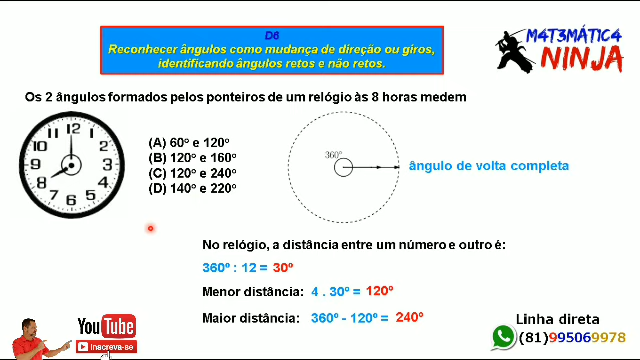 D6
Reconhecer ângulos como mudança de direção ou giros,
identificando ângulos retos e não retos.
M4T3MÁTIC4
NINJA
Os 2 ângulos formados pelos ponteiros de um relógio às 8 horas medem
12
1
2
3
4
5
6
7
8
9
10
11
(A) 60º e 120º
(B) 120º e 160º
(C) 120º e 240º
(D) 140º e 220º
360º
ângulo de volta completa
No relógio, a distância entre um número e outro é:
360º : 12 = 30º
Menor distância: 4 . 30º = 120º
Maior distância: 360º - 120º = 240º
YouTube
Inscreva-se
Linha direta
(81)995069978